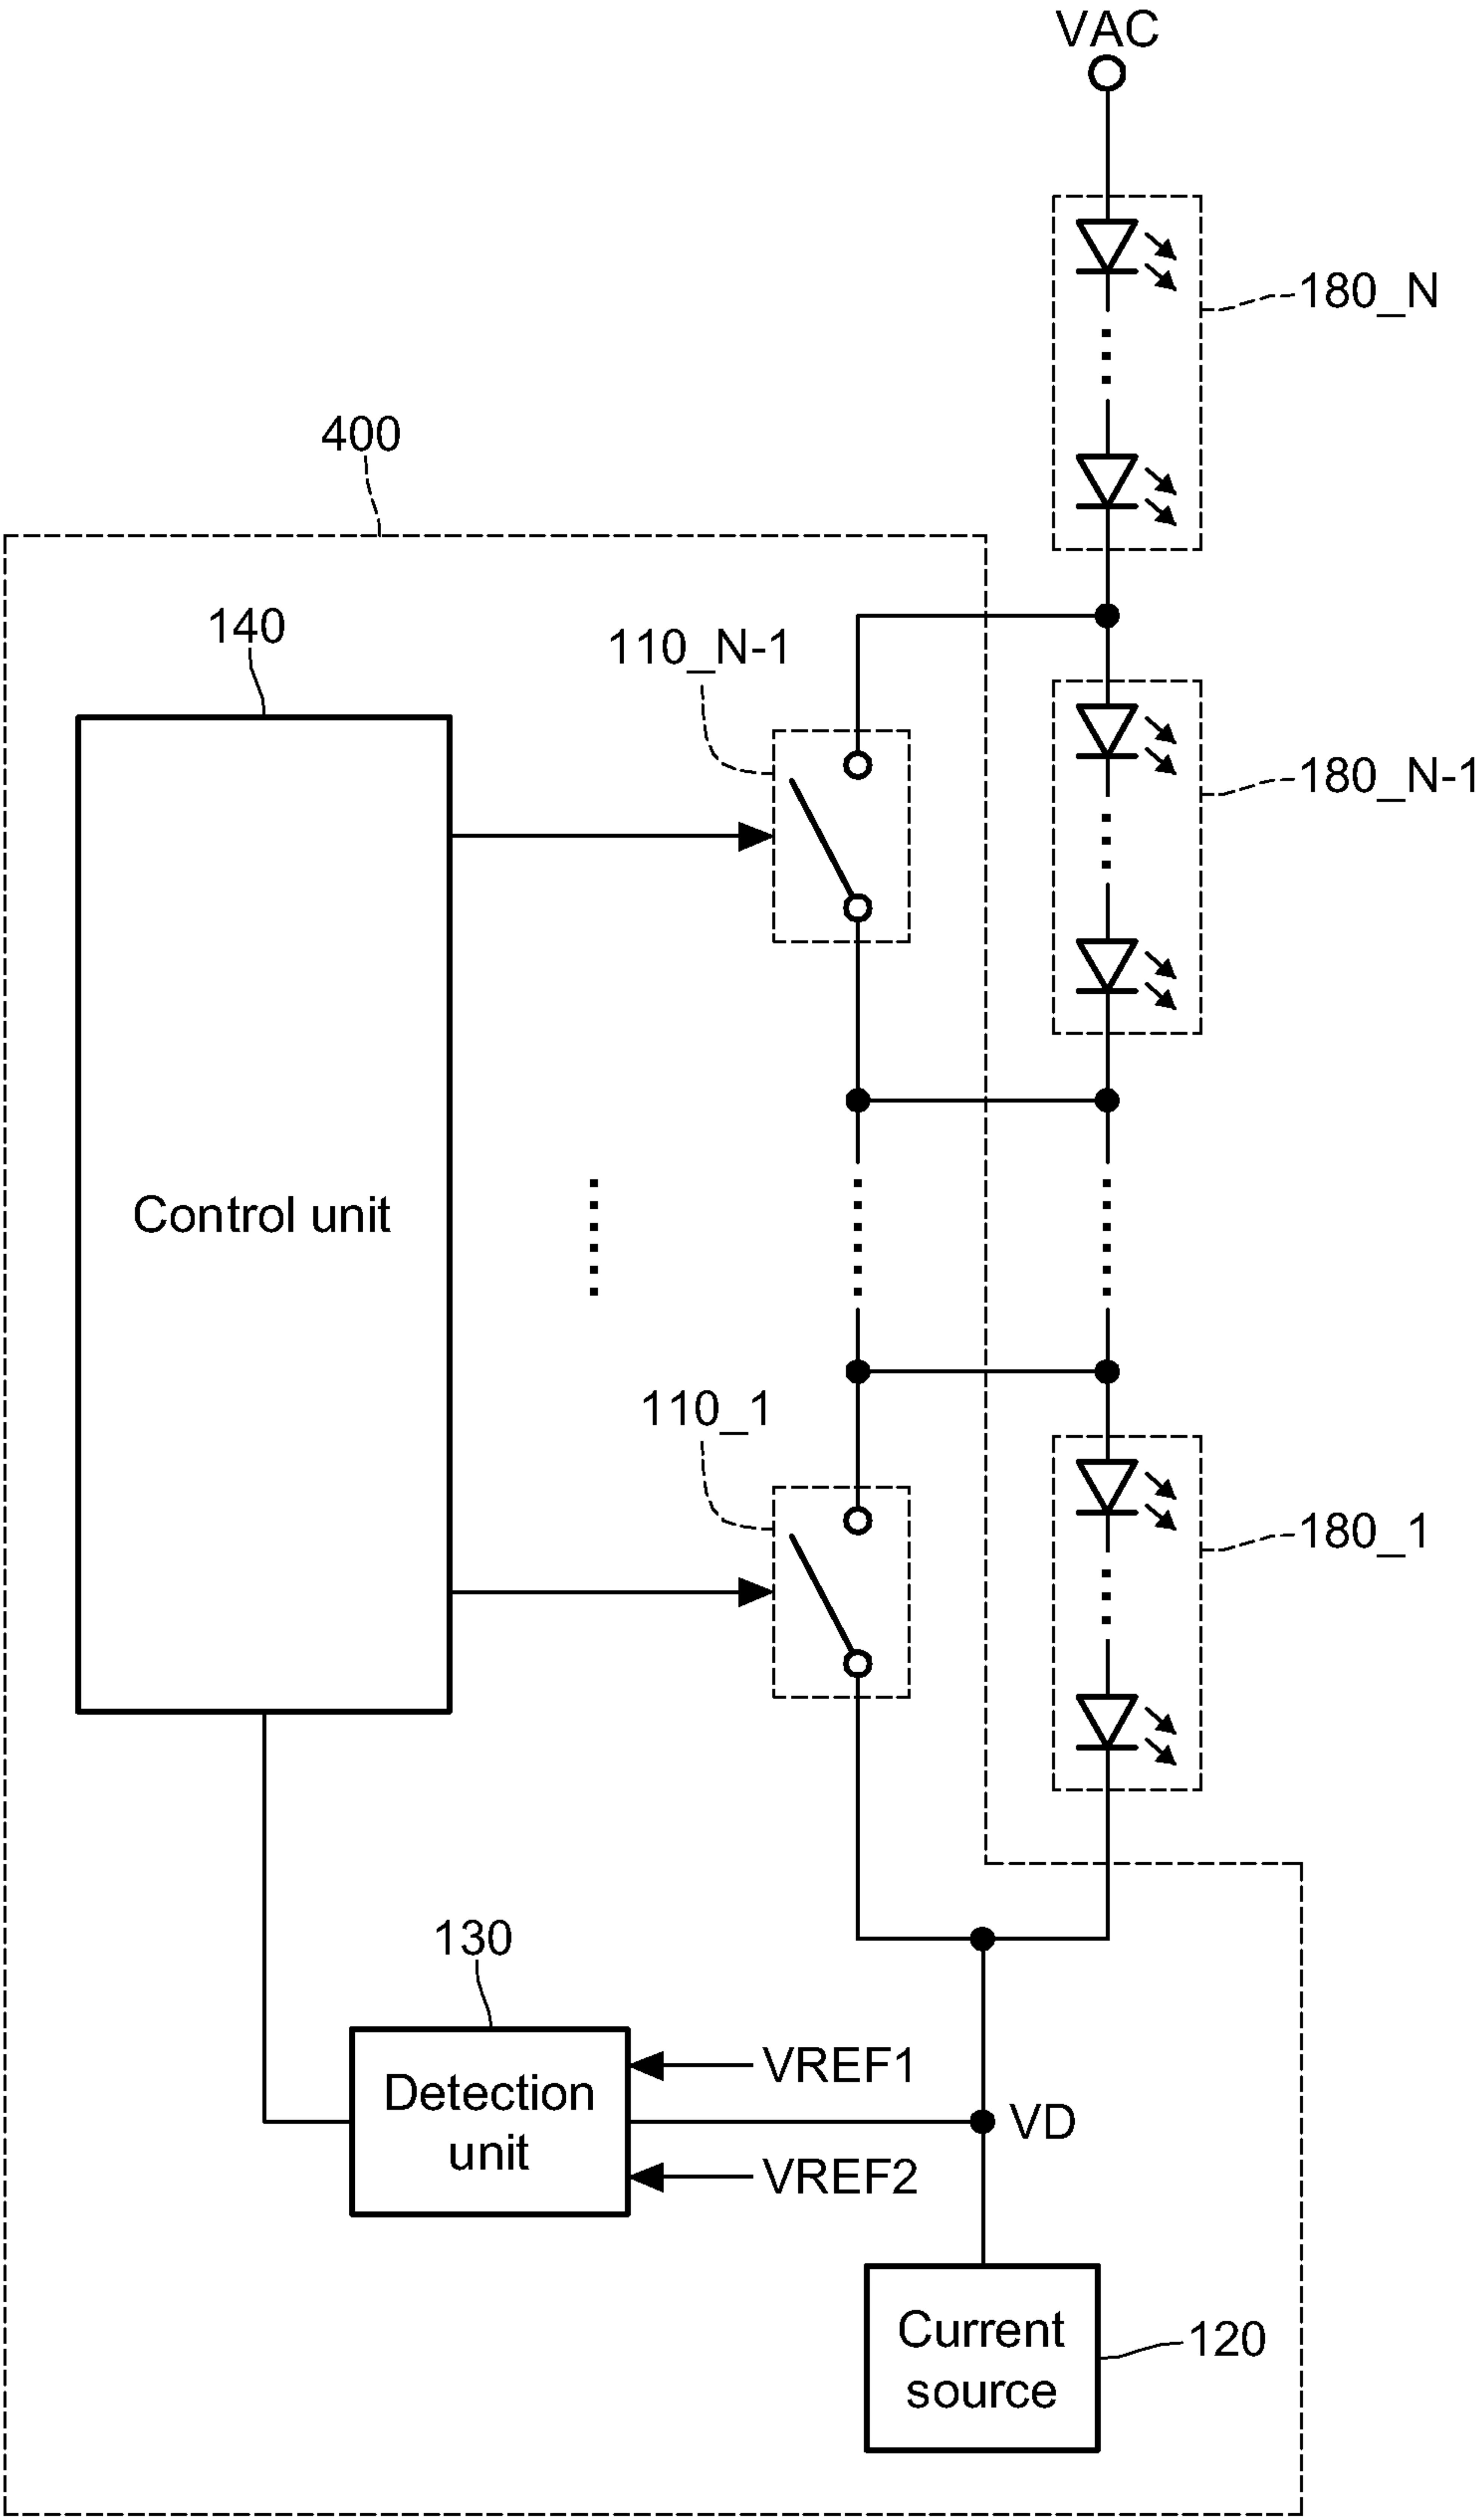 VAC
180_N
400
140
110_N-1
180_N-1
Control unit
110_1
180_1
130
Detection
unit
VREF1
VD
VREF2
Current
source
120